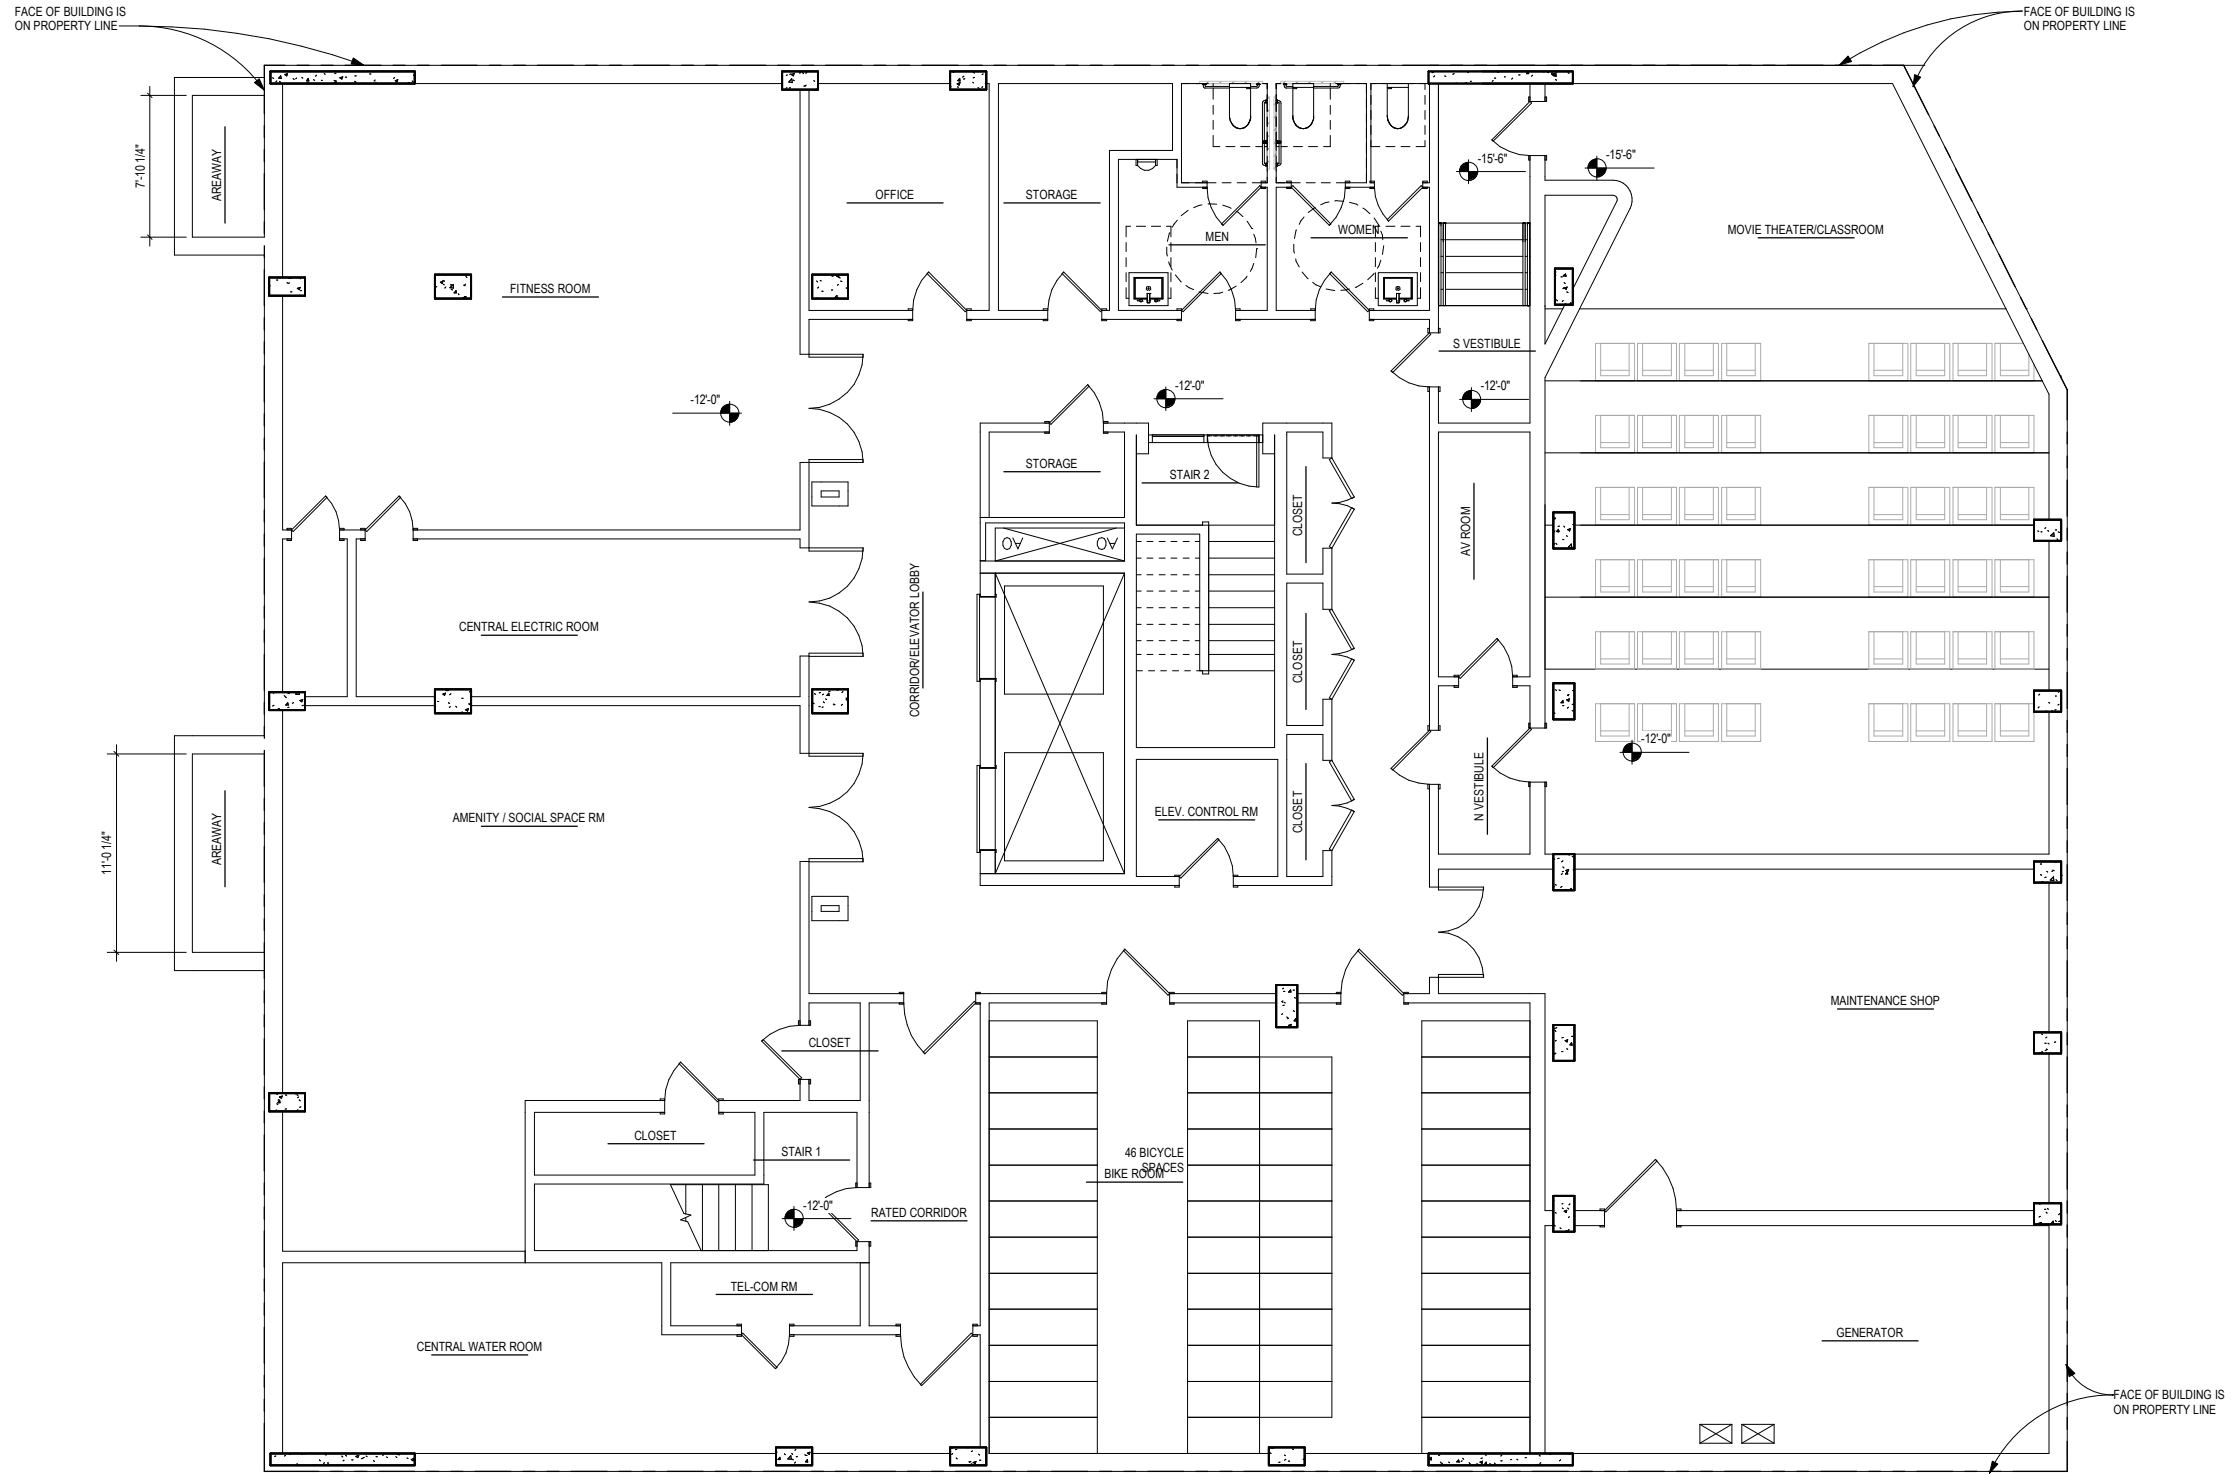 FACE OF BUILDING IS
ON PROPERTY LINE
FACE OF BUILDING IS
ON PROPERTY LINE
7'-10 1/4"
AREAWAY
OFFICE
STORAGE
MEN
WOMEN
-15'-6"
-15'-6"
MOVIE THEATER/CLASSROOM
FITNESS ROOM
S VESTIBULE
-12'-0"
-12'-0"
-12'-0"
STORAGE
STAIR 2
CLOSET
AV ROOM
AO
AO
CENTRAL ELECTRIC ROOM
CORRIDOR/ELEVATOR LOBBY
CLOSET
-12'-0"
N VESTIBULE
11'-0 1/4"
AREAWAY
AMENITY / SOCIAL SPACE RM
ELEV. CONTROL RM
CLOSET
MAINTENANCE SHOP
CLOSET
CLOSET
STAIR 1
46 BICYCLE
SPACES
BIKE ROOM
-12'-0"
RATED CORRIDOR
TEL-COM RM
CENTRAL WATER ROOM
GENERATOR
FACE OF BUILDING IS
ON PROPERTY LINE